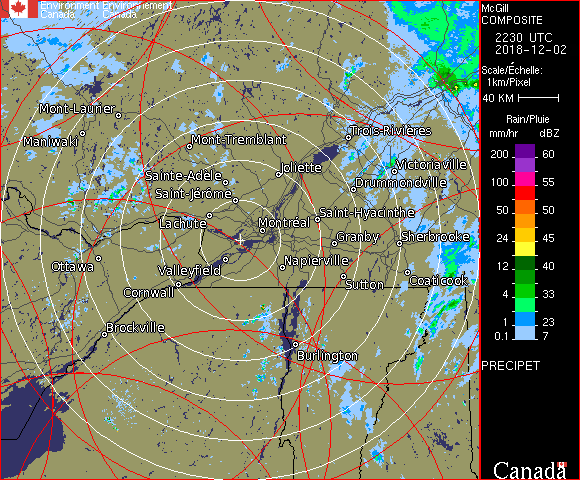 Environment Environnement
Canada Canada
McGill
COMPOSITE
2230 UTC
2018-12-02
Scale/Échelle:
1km/Pixel
40 KM
Rain/Pluie
mm/hr dBZ
200 60
100 55
50 50
24 45
12 40
4 33
1 23
0.1 7
PRECIPET
Canada
Mont-Laurier
Maniwaki
Mont-Tremblant
Trois-Rivières
Sainte-Adèle
Joliette
Victoriaville
Drummondville
Saint-Jérôme
Lachute
Montréal
Saint-Hyacinthe
Granby
Sherbrooke
Ottawa
Valleyfield
Napierville
Cornwall
Sutton
Coaticook
Brockville
Burlington